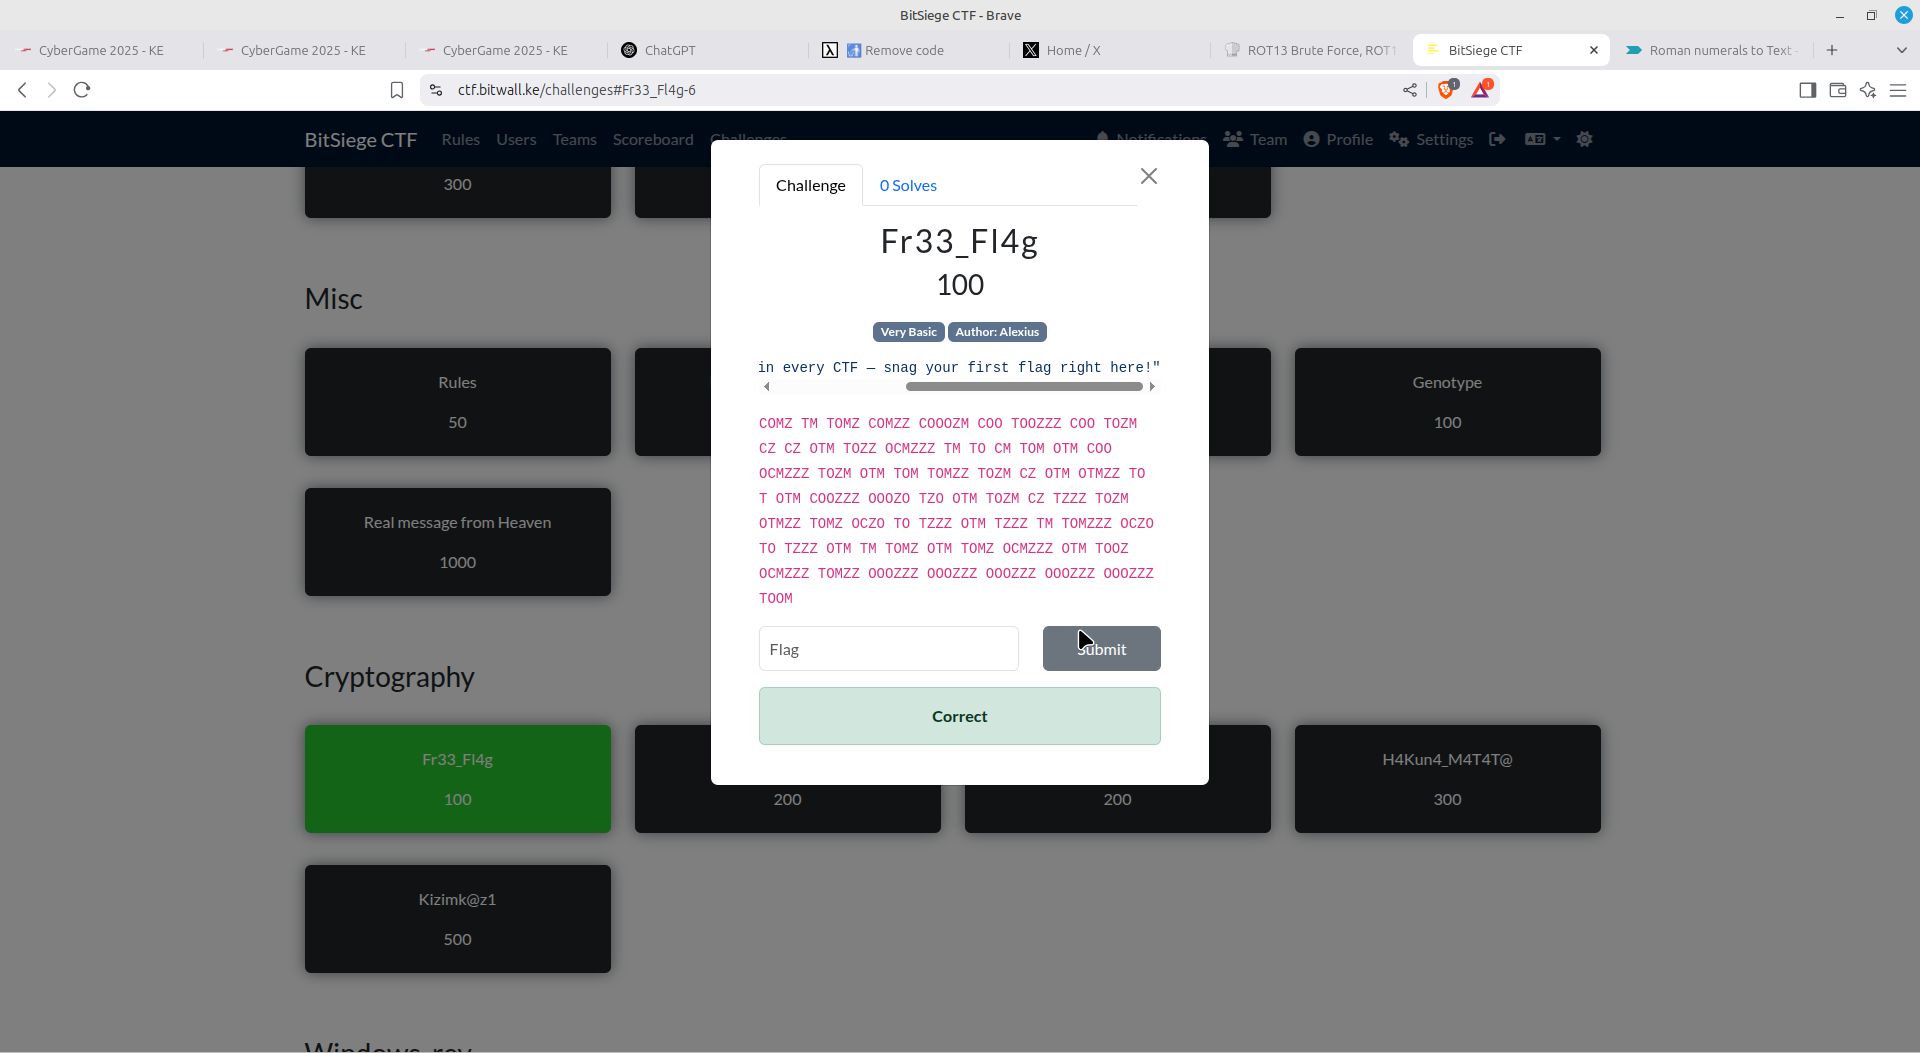 BitSiege CTF - Brave
CyberGame 2025 - KE
CyberGame 2025 - KE
CyberGame 2025 - KE
ChatGPT
Remove code
Home / X
ROT13 Brute Force, ROT1
BitSiege CTF
Roman numerals to Text -
ctf.bitwall.ke/challenges#Fr33_Fl4g-6
1
1
BitSiege CTF Rules Users Teams Scoreboard Challenges Notifications Team Profile Settings
300
Challenge
0 Solves
Fr33_Fl4g
100
Very Basic
Author: Alexius
in every CTF — snag your first flag right here!"
COMZ TM TOMZ COMZZ COOOZM COO TOOZZZ COO TOZM
CZ CZ OTM TOZZ OCMZZZ TM TO CM TOM OTM COO
OCMZZZ TOZM OTM TOM TOMZZ TOZM CZ OTM OTMZZ TO
T OTM COOZZZ OOOZO TZO OTM TOZM CZ TZZZ TOZM
OTMZZ TOMZ OCZO TO TZZZ OTM TZZZ TM TOMZZZ OCZO
TO TZZZ OTM TM TOMZ OTM TOMZ OCMZZZ OTM TOOZ
OCMZZZ TOMZZ OOOZZZ OOOZZZ OOOZZZ OOOZZZ OOOZZZ
TOOM
Flag
Submit
Correct
Misc
Rules
50
Genotype
100
Real message from Heaven
1000
Cryptography
Fr33_Fl4g
100
200
200
H4Kun4_M4T4T@
300
Kizimk@z1
500